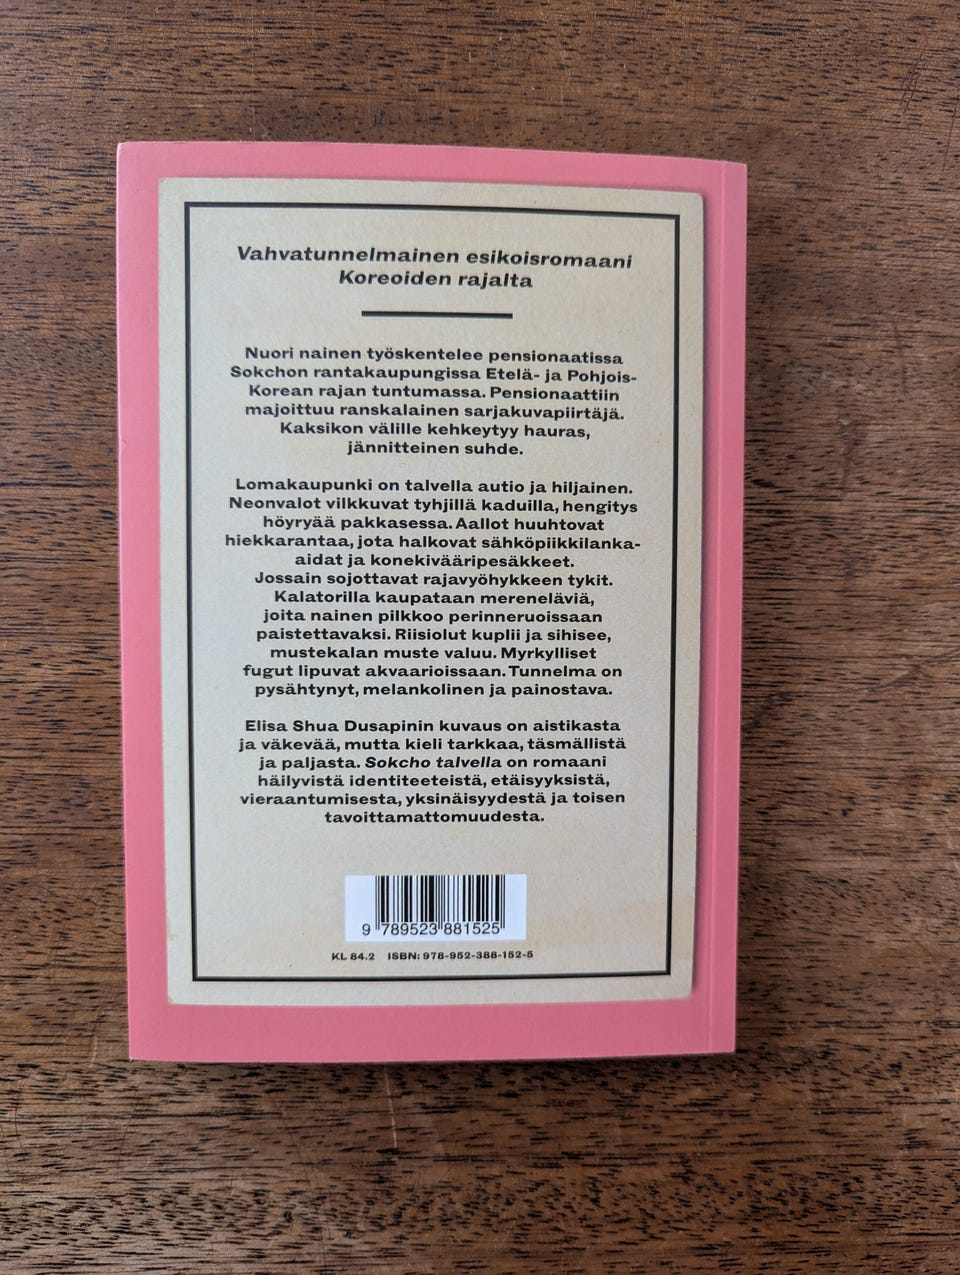 Vahvatunnelmainen esikoisromaani
Koreoiden rajalta
Nuori nainen työskentelee pensionaatissa
Sokchon rantakaupungissa Etelä- ja Pohjois-
Korean rajan tuntumassa. Pensionaattiin
majoittuu ranskalainen sarjakuvapiirtäjä.
Kaksikon välille kehkeytyy hauras,
jännitteinen suhde.
Lomakaupunki on talvella autio ja hiljainen.
Neonvalot vilkkuvat tyhjillä kaduilla, hengitys
höyryää pakkasessa. Aallot huuhtovat
hiekkarantaa, jota halkovat sähköpiikkilanka-
aidat ja konekivääripesäkkeet.
Jossain sojottavat rajavyöhykkeen tykit.
Kalatorilla kaupataan mereneläviä,
joita nainen pilkkoo perinneruoissaan
paistettavaksi. Riisiolut kuplii ja sihisee,
mustekalan muste valuu. Myrkylliset
fugut lipuvat akvaarioissaan. Tunnelma on
pysähtynyt, melankolinen ja painostava.
Elisa Shua Dusapinin kuvaus on aistikasta
ja väkevää, mutta kieli tarkkaa, täsmällistä
ja paljasta. Sokcho talvella on romaani
häilyvistä identiteeteistä, etäisyyksistä,
vieraantumisesta, yksinäisyydestä ja toisen
tavoittamattomuudesta.
9 789523 881525
KL 84.2 ISBN: 978-952-388-152-5